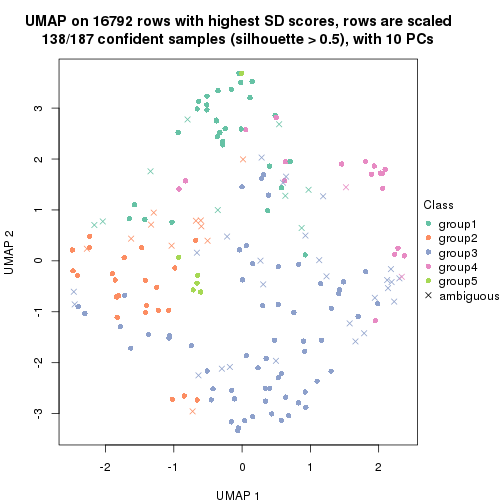 UMAP on 16792 rows with highest SD scores, rows are scaled
138/187 confident samples (silhouette > 0.5), with 10 PCs
3
2
1
0
-1
-2
-3
UMAP 2
-2
-1
0
1
2
UMAP 1
Class
group1
group2
group3
group4
group5
ambiguous